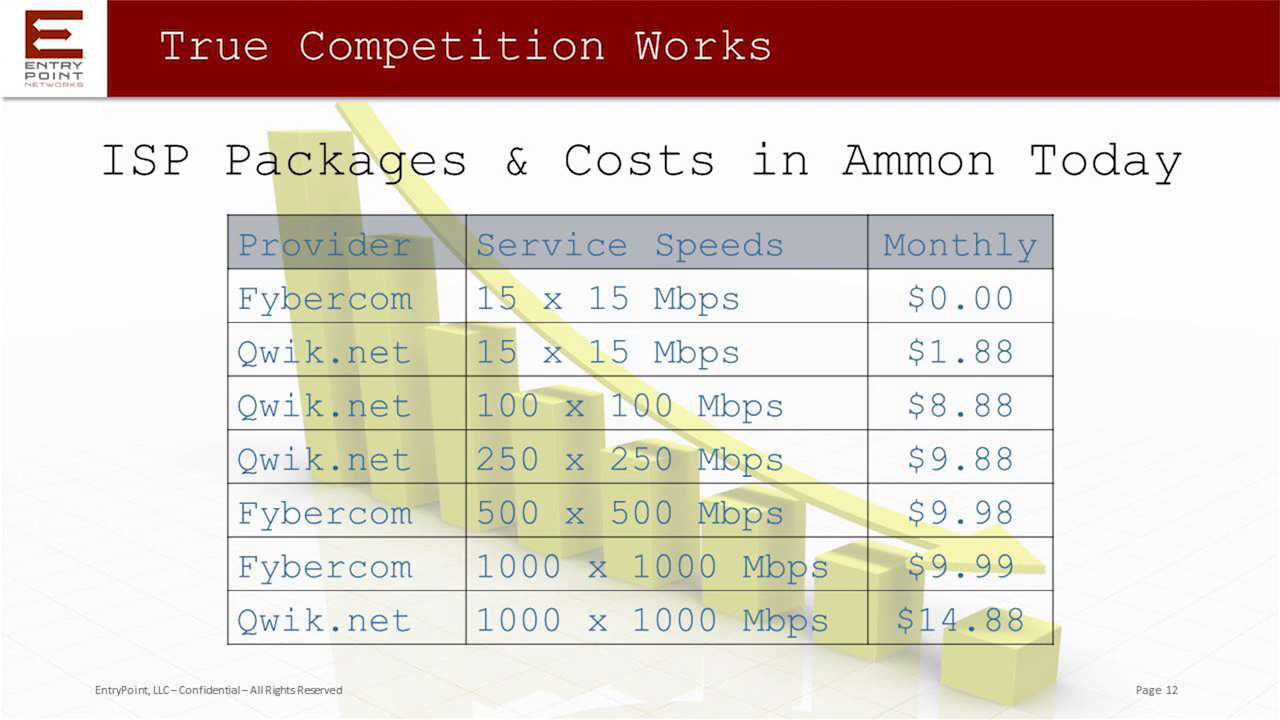 ENTRY
POINT
NETWORKS
True Competition Works
ISP Packages & Costs in Ammon Today
Provider Service Speeds Monthly
Fybercom 15 x 15 Mbps $0.00
Qwik.net 15 x 15 Mbps $1.88
Qwik.net 100 x 100 Mbps $8.88
Qwik.net 250 x 250 Mbps $9.88
Fybercom 500 x 500 Mbps $9.98
Fybercom 1000 x 1000 Mbps $9.99
Qwik.net 1000 x 1000 Mbps $14.88
EntryPoint, LLC – Confidential – All Rights Reserved Page 12